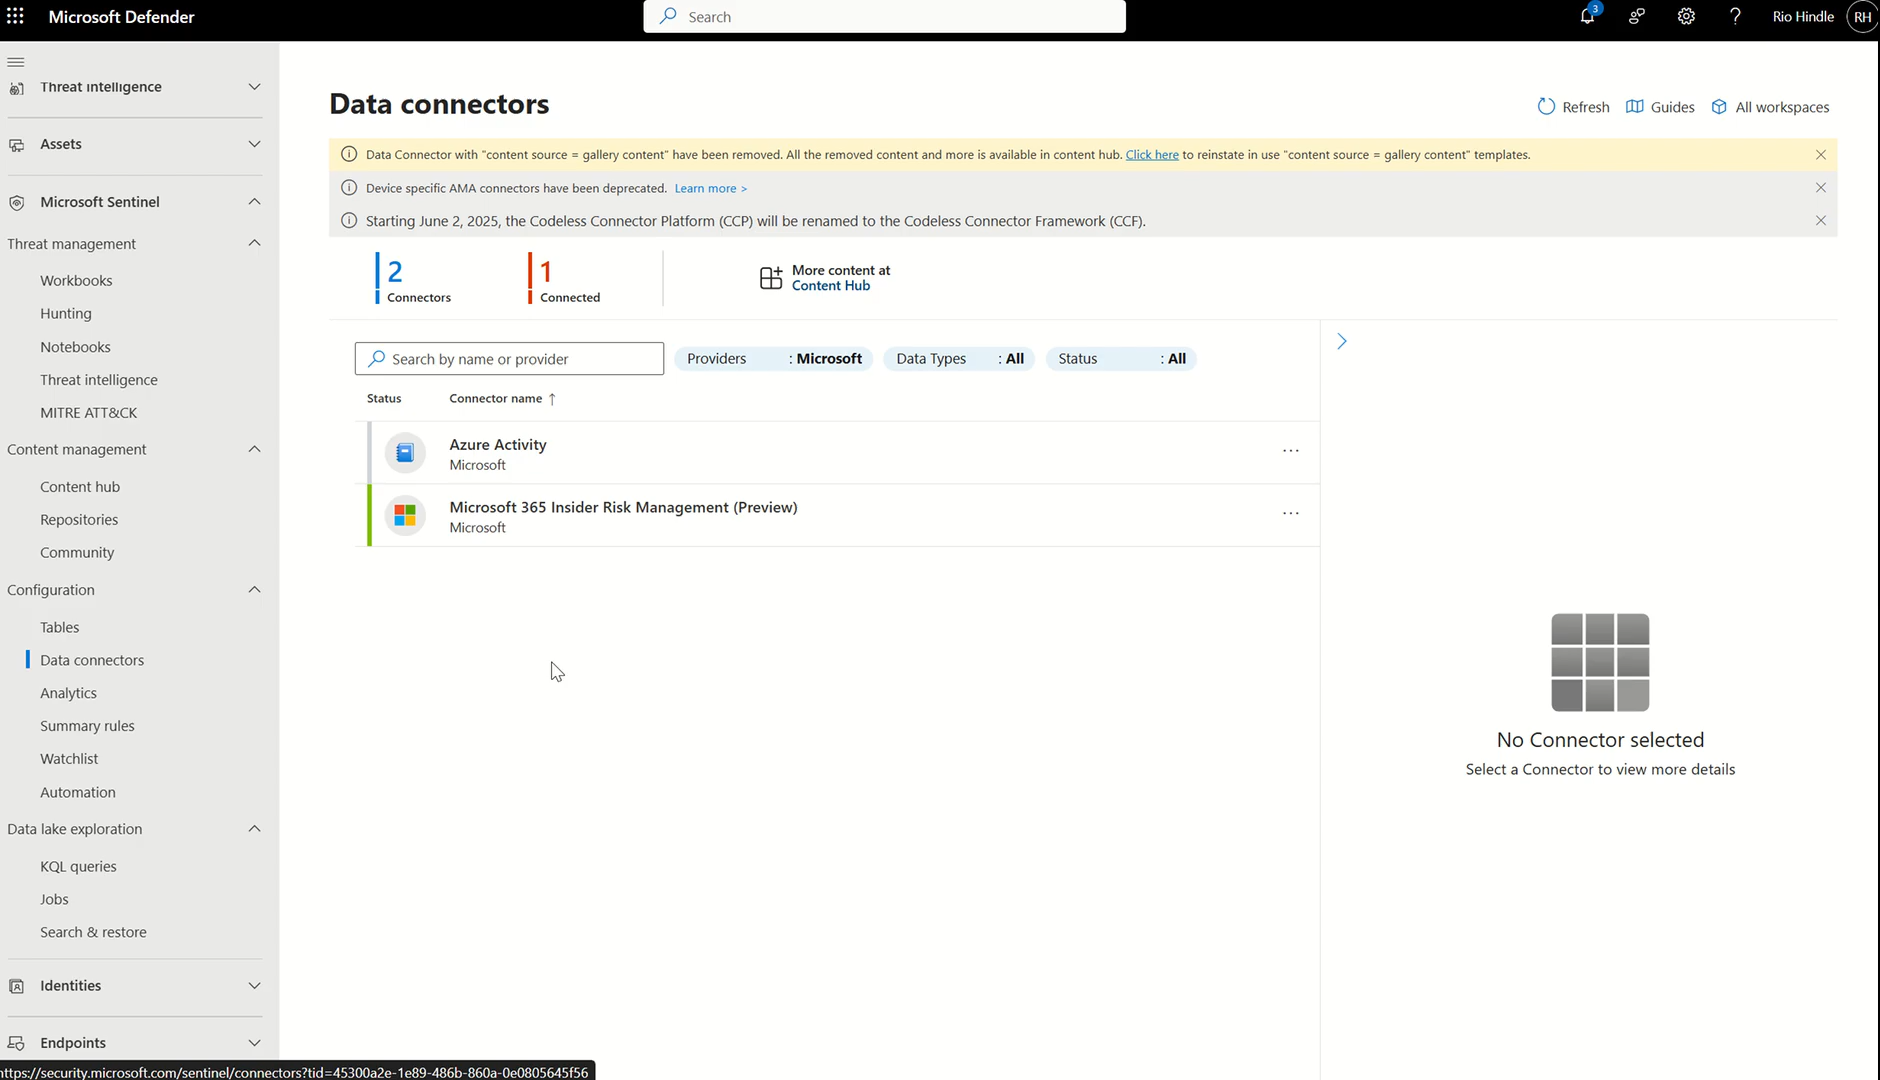 Microsoft Defender
Search
3
Rio Hindle
RH
Threat intelligence
Assets
Microsoft Sentinel
Threat management
Workbooks
Hunting
Notebooks
Threat intelligence
MITRE ATT&CK
Content management
Content hub
Repositories
Community
Configuration
Tables
Data connectors
Analytics
Summary rules
Watchlist
Automation
Data lake exploration
KQL queries
Jobs
Search & restore
Identities
Endpoints
https://security.microsoft.com/sentinel/connectors?tid=45300a2e-1e89-486b-860a-0e0805645f56
Data connectors
Refresh
Guides
All workspaces
Data Connector with "content source = gallery content" have been removed. All the removed content and more is available in content hub. Click here to reinstate in use "content source = gallery content" templates.
Device specific AMA connectors have been deprecated. Learn more >
Starting June 2, 2025, the Codeless Connector Platform (CCP) will be renamed to the Codeless Connector Framework (CCF).
2
Connectors
1
Connected
More content at
Content Hub
Search by name or provider
Providers : Microsoft
Data Types : All
Status : All
Status
Connector name ↑
Azure Activity
Microsoft
Microsoft 365 Insider Risk Management (Preview)
Microsoft
No Connector selected
Select a Connector to view more details